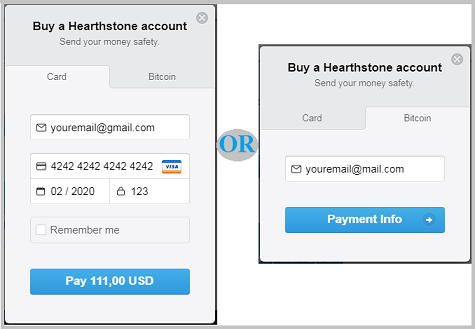 Buy a Hearthstone account
Send your money safety.
Card
Bitcoin
youremail@gmail.com
4242 4242 4242 4242
VISA
02 / 2020
123
Remember me
Pay 111,00 USD
OR
Buy a Hearthstone account
Send your money safety.
Card
Bitcoin
youremail@mail.com
Payment Info